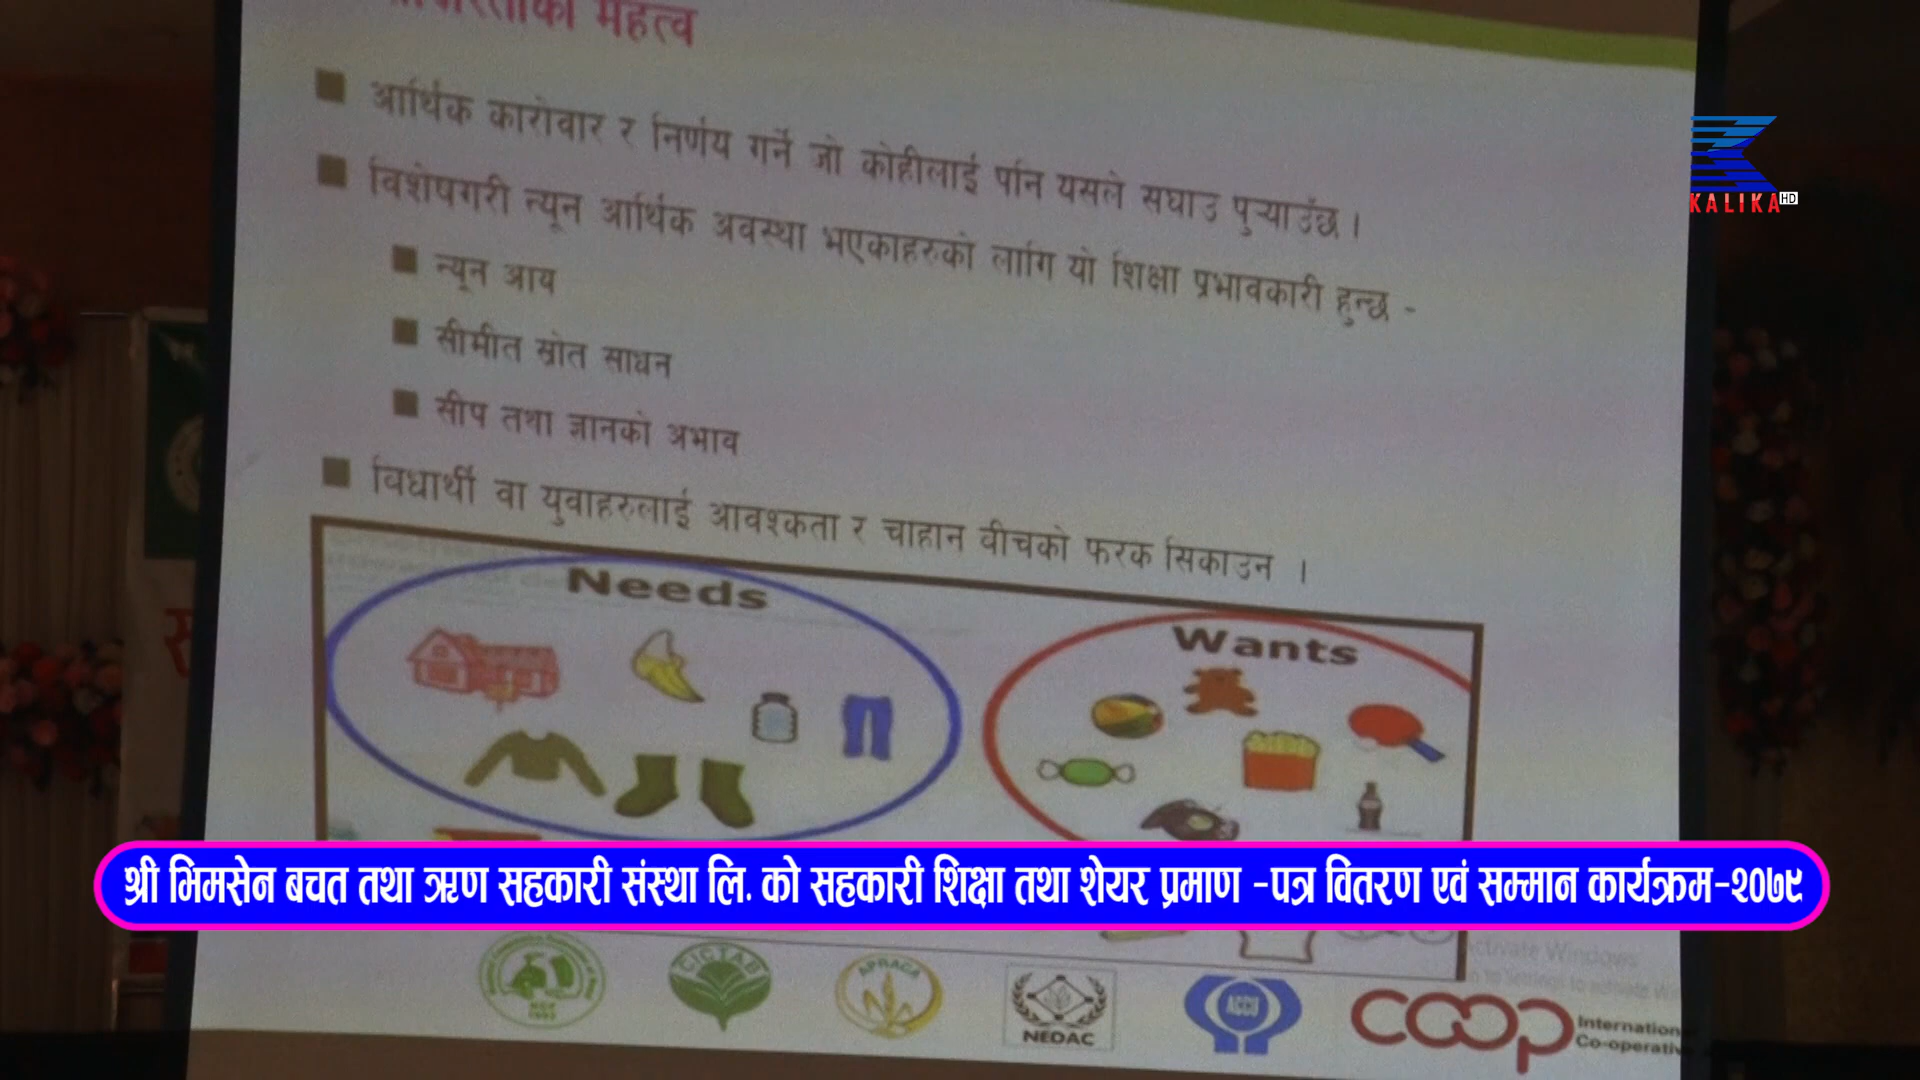 महत्व
आर्थिक कारोवार र निर्णय गर्ने जो कोहीलाई पनि यसले सघाउ पुर्‍याउँछ ।
विशेषगरी न्यून आर्थिक अवस्था भएकाहरुको लागि यो शिक्षा प्रभावकारी हुन्छ -
न्यून आय
सीमीत स्रोत साधन
सीप तथा ज्ञानको अभाव
विधार्थी वा युवाहरुलाई आवश्कता र चाहान वीचको फरक सिकाउन ।
Needs
Wants
KALIKA HD
श्री भिमसेन बचत तथा ऋण सहकारी संस्था लि. को सहकारी शिक्षा तथा शेयर प्रमाण -पत्र वितरण एवं सम्मान कार्यक्रम-२०७९
Activate Windows
CICTAB
APRACA
NEDAC
ACCU
coop
International
Co-operative